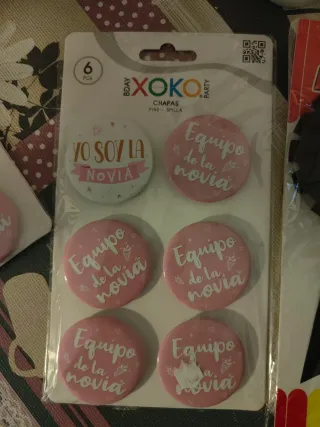 6
PCS
BDAY
XOKO
PARTY
CHAPAS
PINS - SPILLA
YO SOY LA
NOVIA
Equipo
de la
novia
Equipo
de la
novia
Equipo
de la
novia
Equipo
de la
novia
Equipo
de la
novia